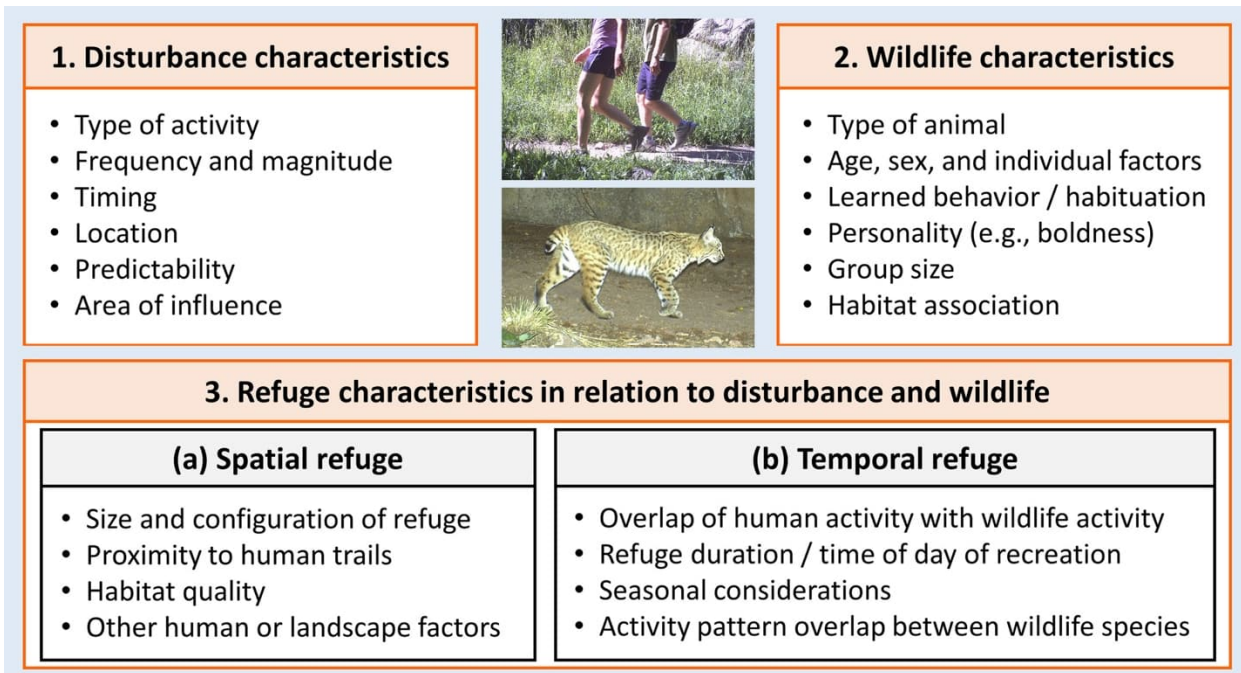 1. Disturbance characteristics
• Type of activity
• Frequency and magnitude
• Timing
• Location
• Predictability
• Area of influence
2. Wildlife characteristics
• Type of animal
• Age, sex, and individual factors
• Learned behavior / habituation
• Personality (e.g., boldness)
• Group size
• Habitat association
3. Refuge characteristics in relation to disturbance and wildlife
(a) Spatial refuge
• Size and configuration of refuge
• Proximity to human trails
• Habitat quality
• Other human or landscape factors
(b) Temporal refuge
• Overlap of human activity with wildlife activity
• Refuge duration / time of day of recreation
• Seasonal considerations
• Activity pattern overlap between wildlife species